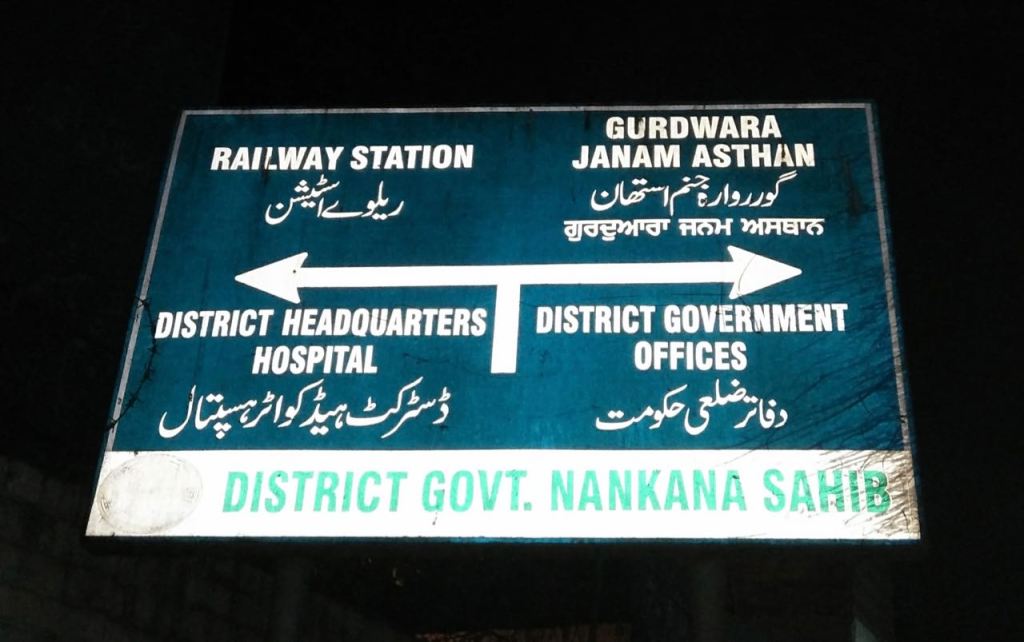 RAILWAY STATION
ریلوے اسٹیشن
GURDWARA
JANAM ASTHAN
گوردوارہ جنم استھان
ਗੁਰਦੁਆਰਾ ਜਨਮ ਅਸਥਾਨ
DISTRICT HEADQUARTERS
HOSPITAL
ڈسٹرکٹ ہیڈکواٹر ہسپتال
DISTRICT GOVERNMENT
OFFICES
دفاتر ضلعی حکومت
DISTRICT GOVT. NANKANA SAHIB